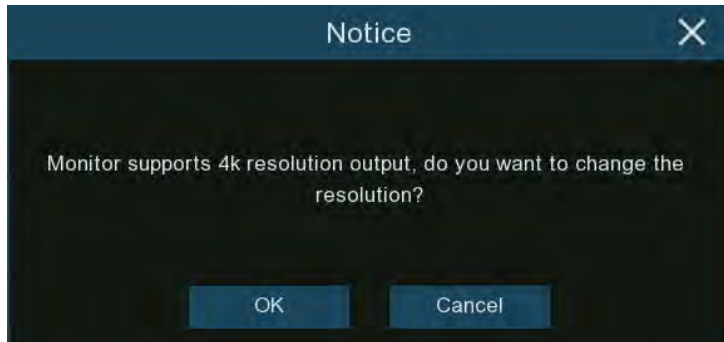 Notice
Monitor supports 4k resolution output, do you want to change the
resolution?
OK
Cancel